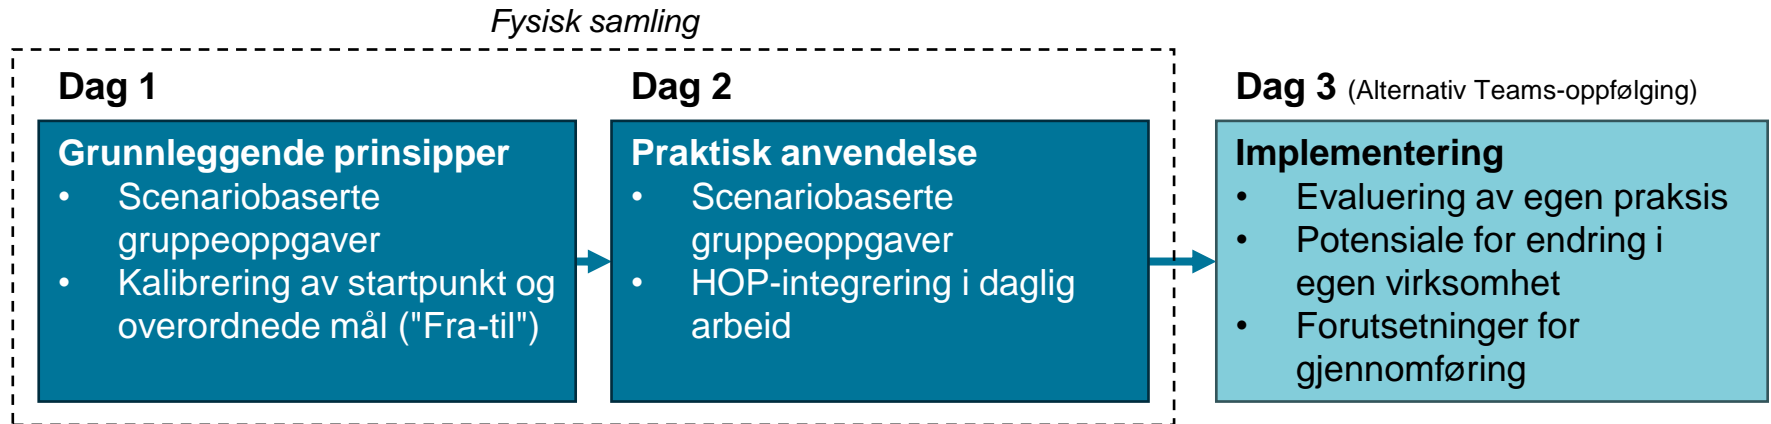 Fysisk samling
Dag 1
Grunnleggende prinsipper
• Scenariobaserte
gruppeoppgaver
• Kalibrering av startpunkt og
overordnede mål ("Fra-til")
Dag 2
Praktisk anvendelse
• Scenariobaserte
gruppeoppgaver
• HOP-integrering i daglig
arbeid
Dag 3 (Alternativ Teams-oppfølging)
Implementering
• Evaluering av egen praksis
• Potensiale for endring i
egen virksomhet
• Forutsetninger for
gjennomføring